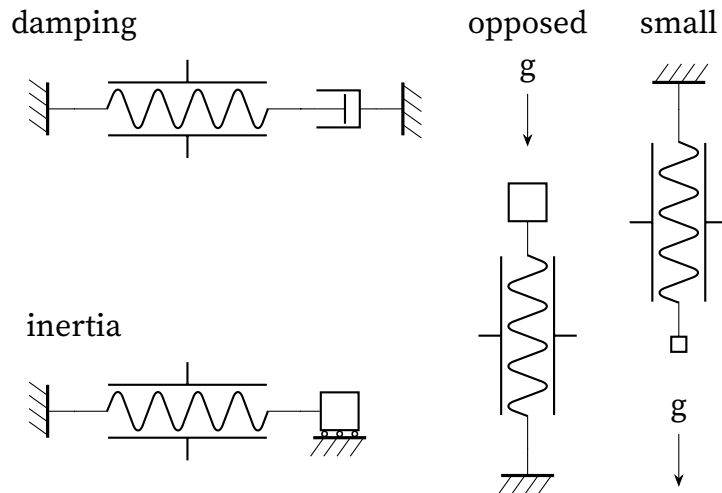 damping
opposed
small
g
inertia
g